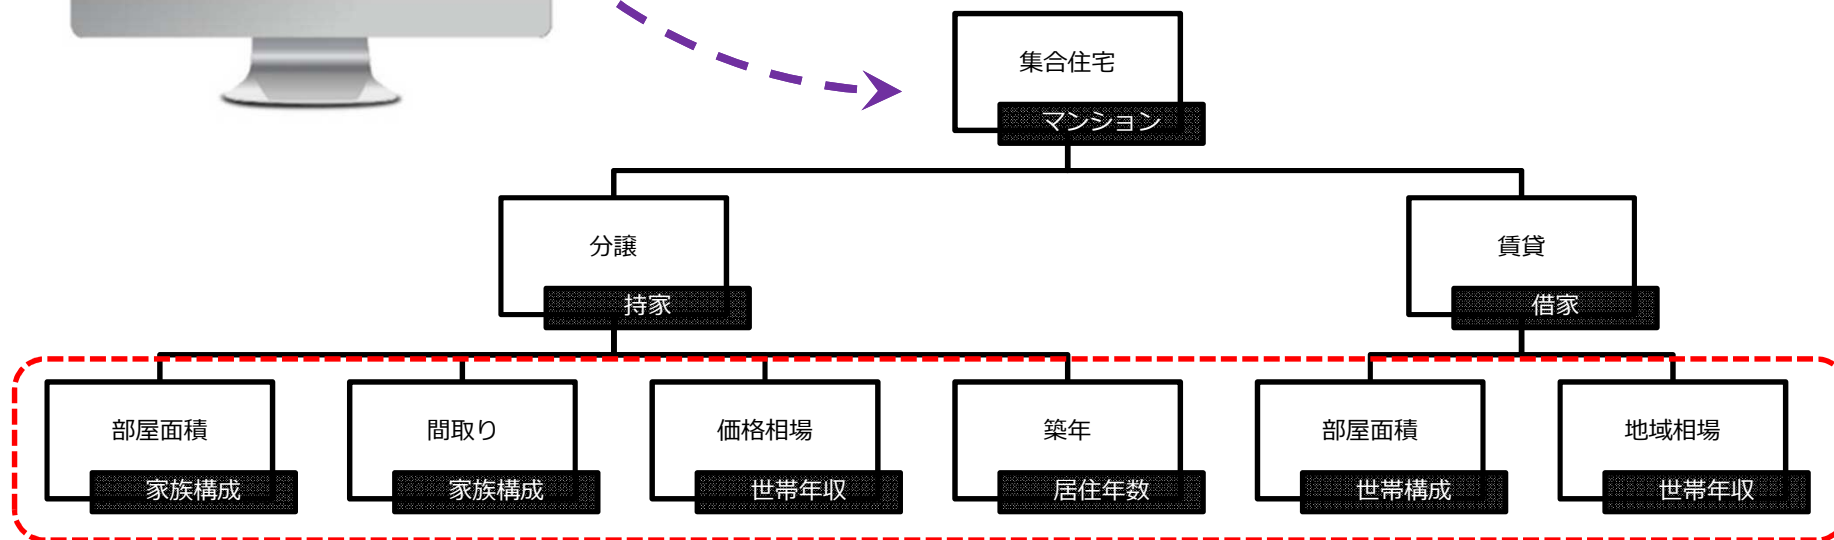 集合住宅
マンション
分譲
持家
賃貸
借家
部屋面積
家族構成
間取り
家族構成
価格相場
世帯年収
築年
居住年数
部屋面積
世帯構成
地域相場
世帯年収